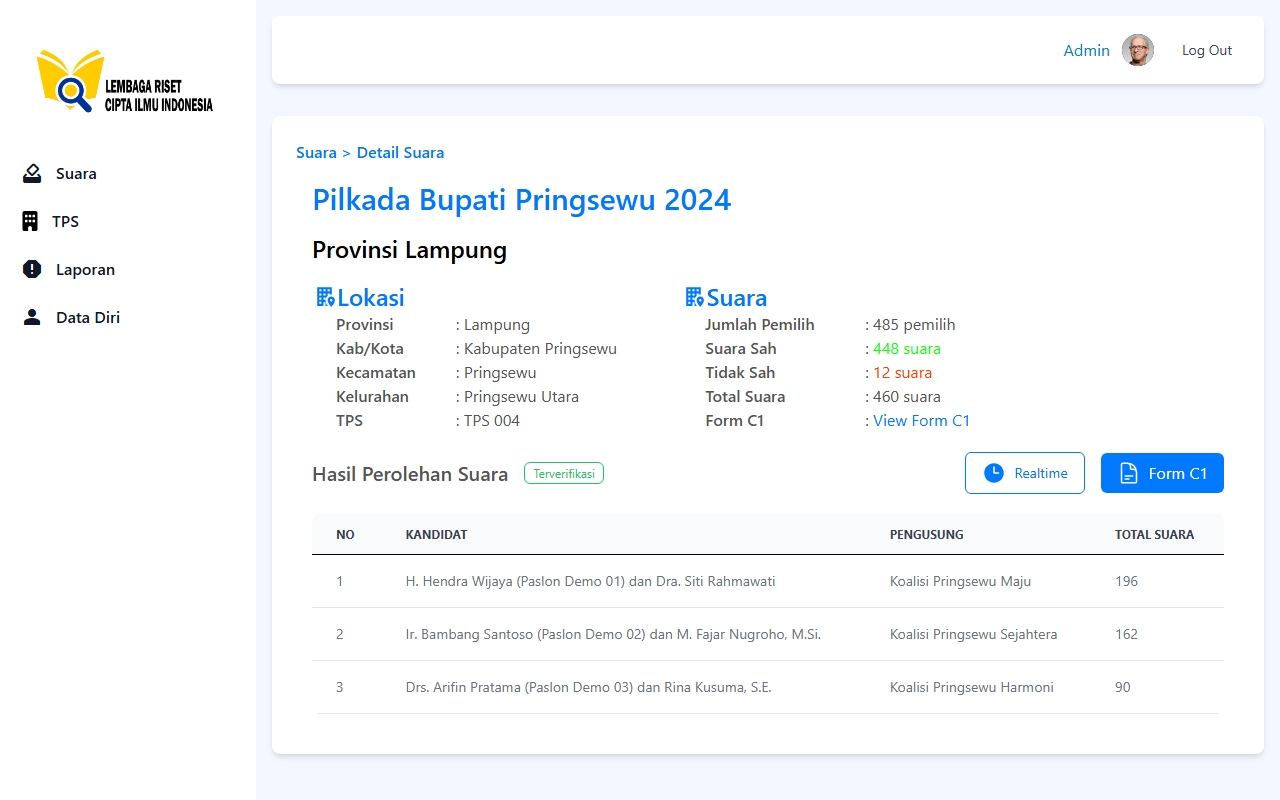 LEMBAGA RISET
CIPTA ILMU INDONESIA
Suara
TPS
Laporan
Data Diri
Admin Log Out
Suara > Detail Suara
Pilkada Bupati Pringsewu 2024
Provinsi Lampung
Lokasi
Provinsi : Lampung
Kab/Kota : Kabupaten Pringsewu
Kecamatan : Pringsewu
Kelurahan : Pringsewu Utara
TPS : TPS 004
Suara
Jumlah Pemilih : 485 pemilih
Suara Sah : 448 suara
Tidak Sah : 12 suara
Total Suara : 460 suara
Form C1 : View Form C1
Hasil Perolehan Suara Terverifikasi Realtime Form C1
NO KANDIDAT PENGUSUNG TOTAL SUARA
1 H. Hendra Wijaya (Paslon Demo 01) dan Dra. Siti Rahmawati Koalisi Pringsewu Maju 196
2 Ir. Bambang Santoso (Paslon Demo 02) dan M. Fajar Nugroho, M.Si. Koalisi Pringsewu Sejahtera 162
3 Drs. Arifin Pratama (Paslon Demo 03) dan Rina Kusuma, S.E. Koalisi Pringsewu Harmoni 90